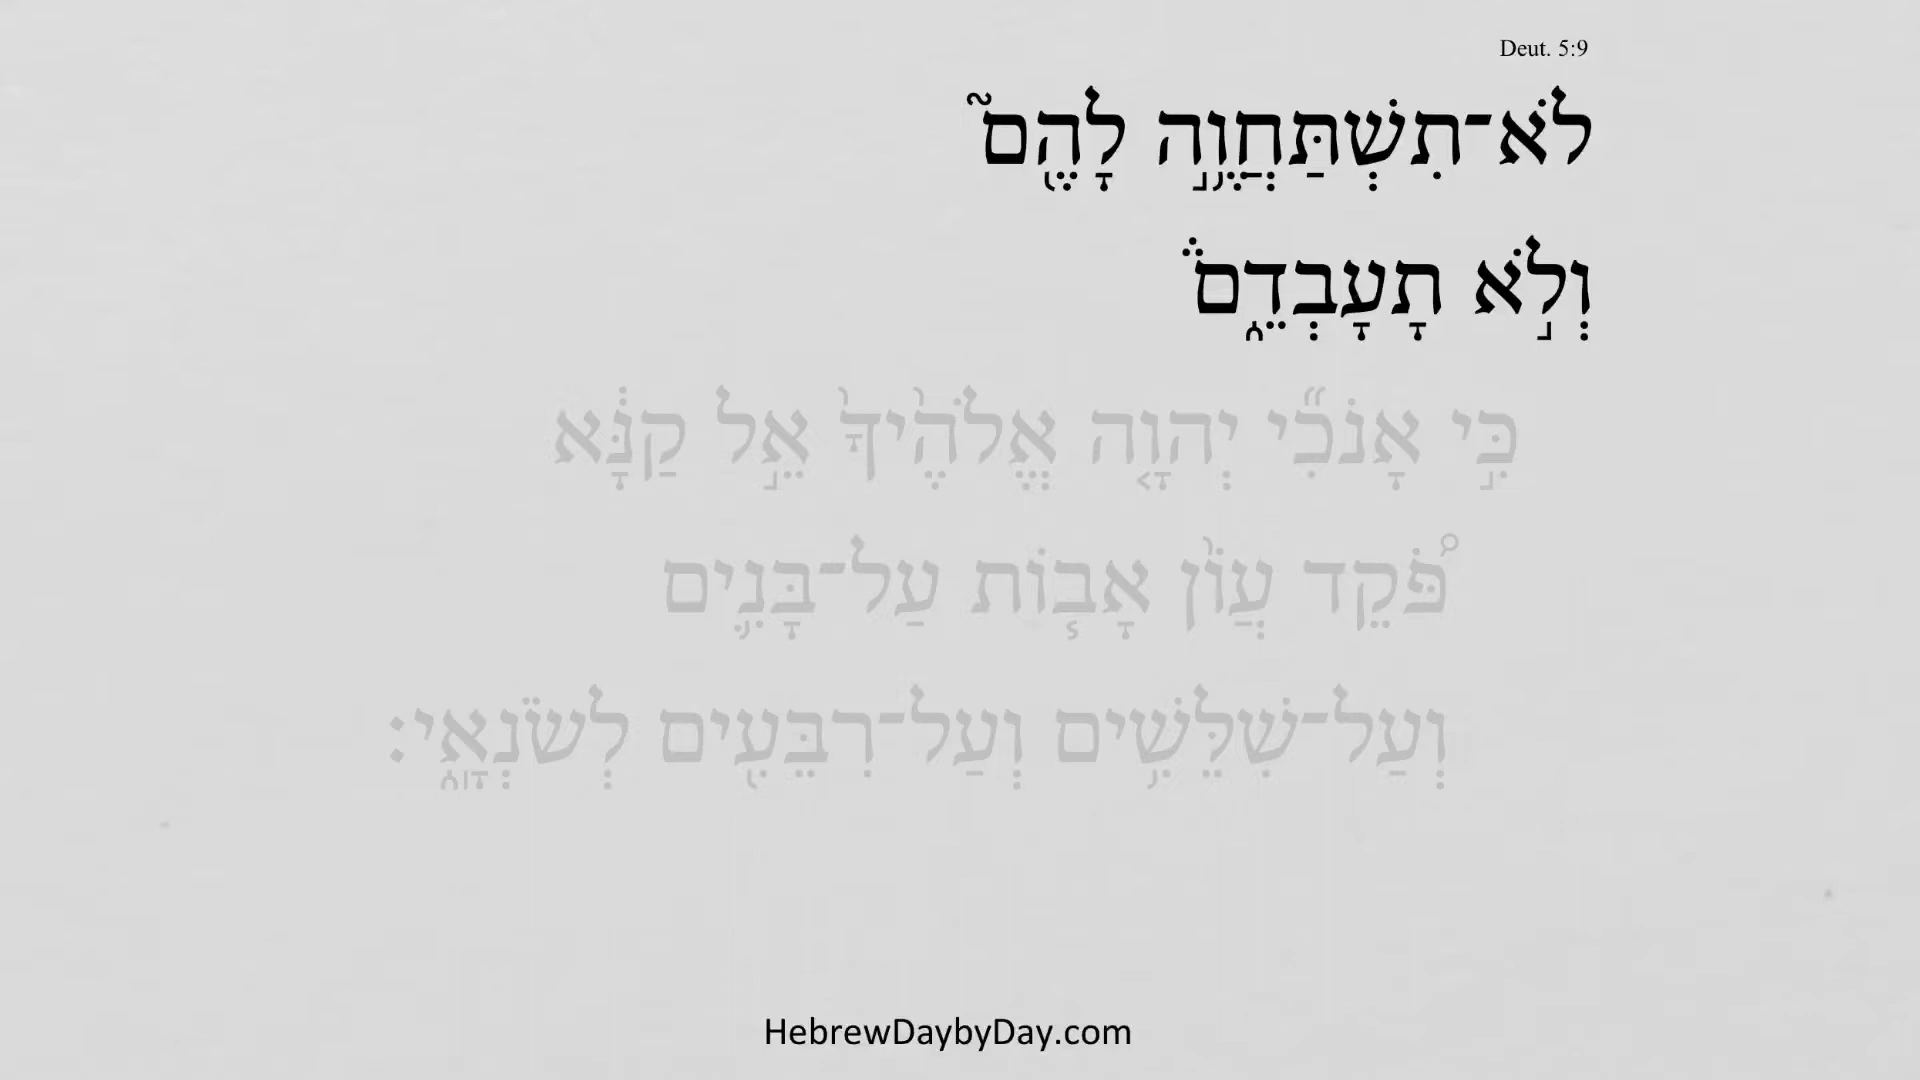 Deut. 5:9
לֹא־תִשְׁתַּחֲוֶ֥֣ה לָהֶ֖ם֮
וְלֹ֣א תָעָבְדֵ֑ם֒
כִּ֣י אָנֹכִ֞י יְהוָ֤ה אֱלֹהֶ֙יךָ֙ אֵ֣ל קַנָּ֔א
פֹּ֠קֵד עֲוֺ֨ן אָב֧וֹת עַל־בָּנִ֛ים
וְעַל־שִׁלֵּשִׁ֥ים וְעַל־רִבֵּעִ֖ים לְשֹׂנְאָֽ֑י׃
HebrewDaybyDay.com